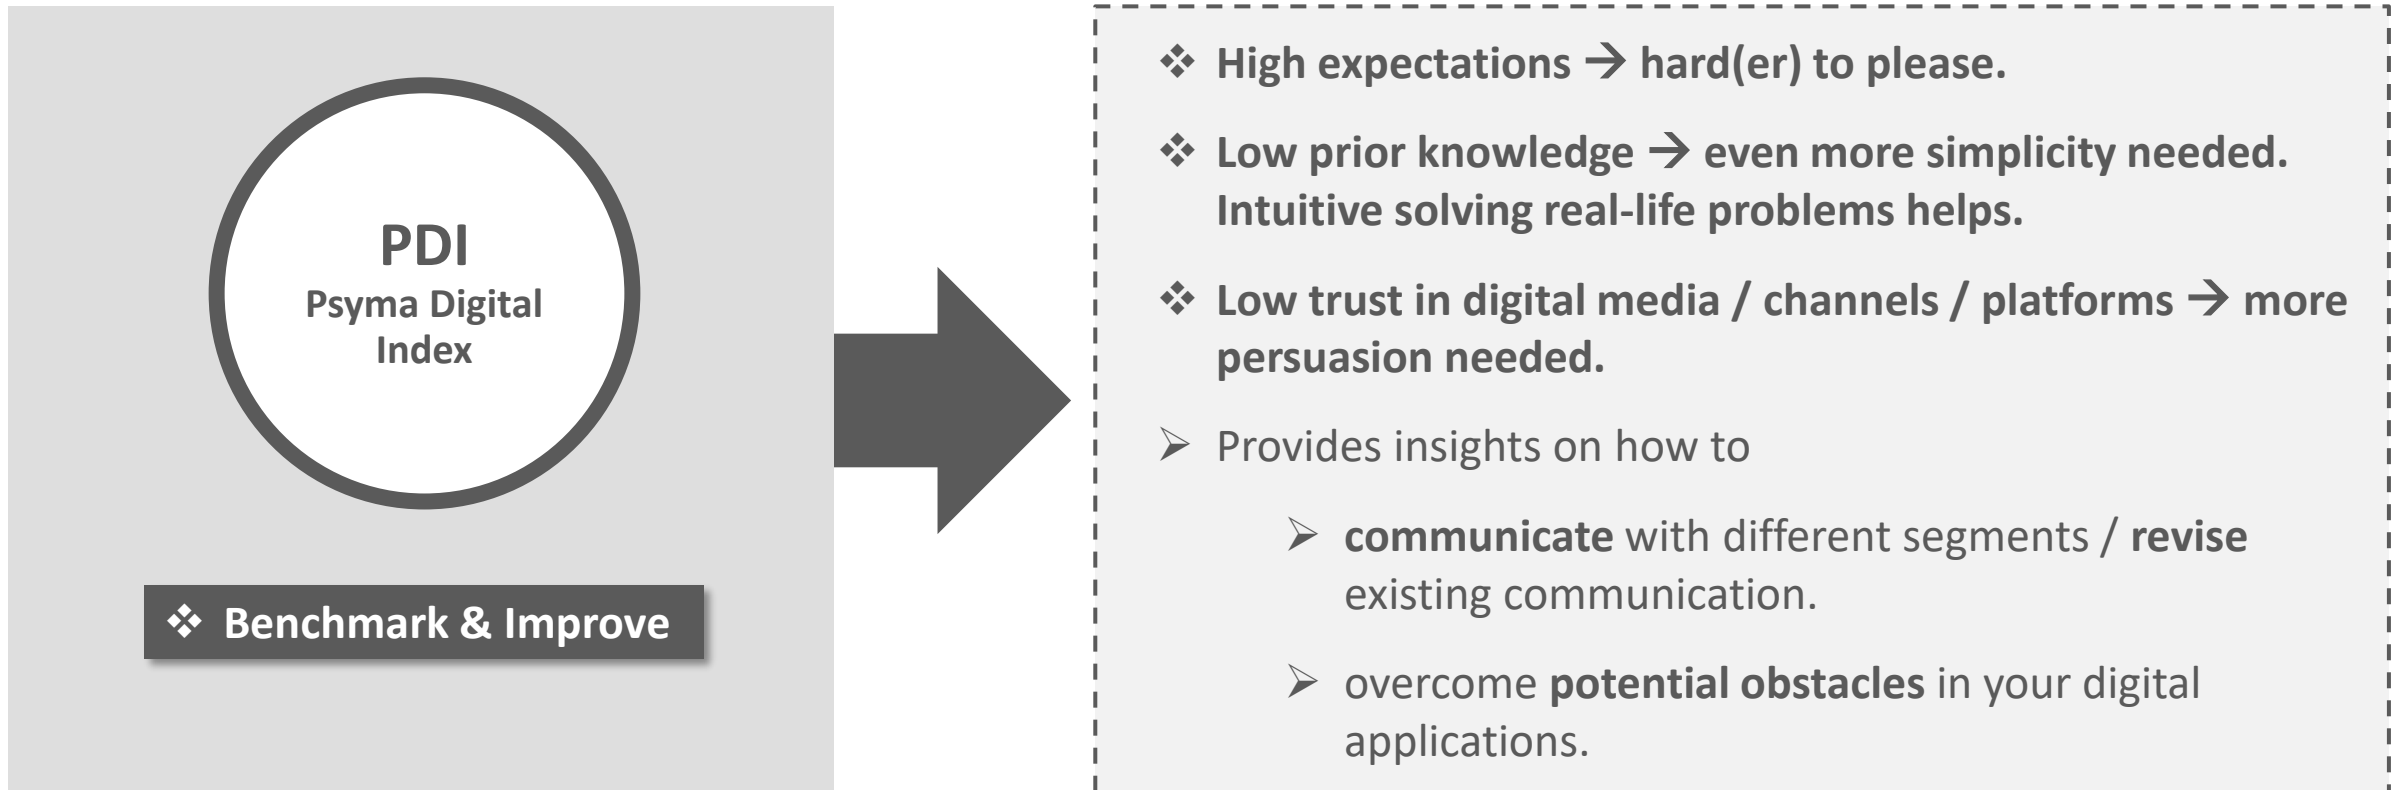 PDI
Psyma Digital
Index
❖ Benchmark & Improve
❖ High expectations → hard(er) to please.
❖ Low prior knowledge → even more simplicity needed.
Intuitive solving real-life problems helps.
❖ Low trust in digital media / channels / platforms → more
persuasion needed.
➢ Provides insights on how to
➢ communicate with different segments / revise
existing communication.
➢ overcome potential obstacles in your digital
applications.